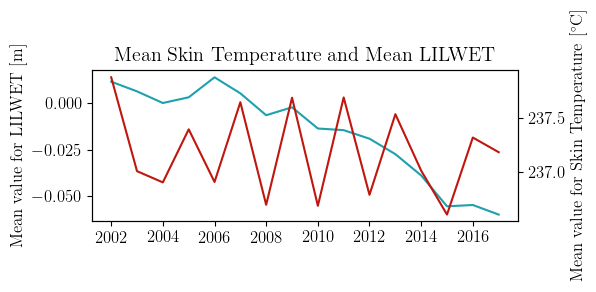 Mean Skin Temperature and Mean LILWET
Mean value for LILWET [m]
0.000
−0.025
−0.050
237.5
237.0
Mean value for Skin Temperature [°C]
2002 2004 2006 2008 2010 2012 2014 2016